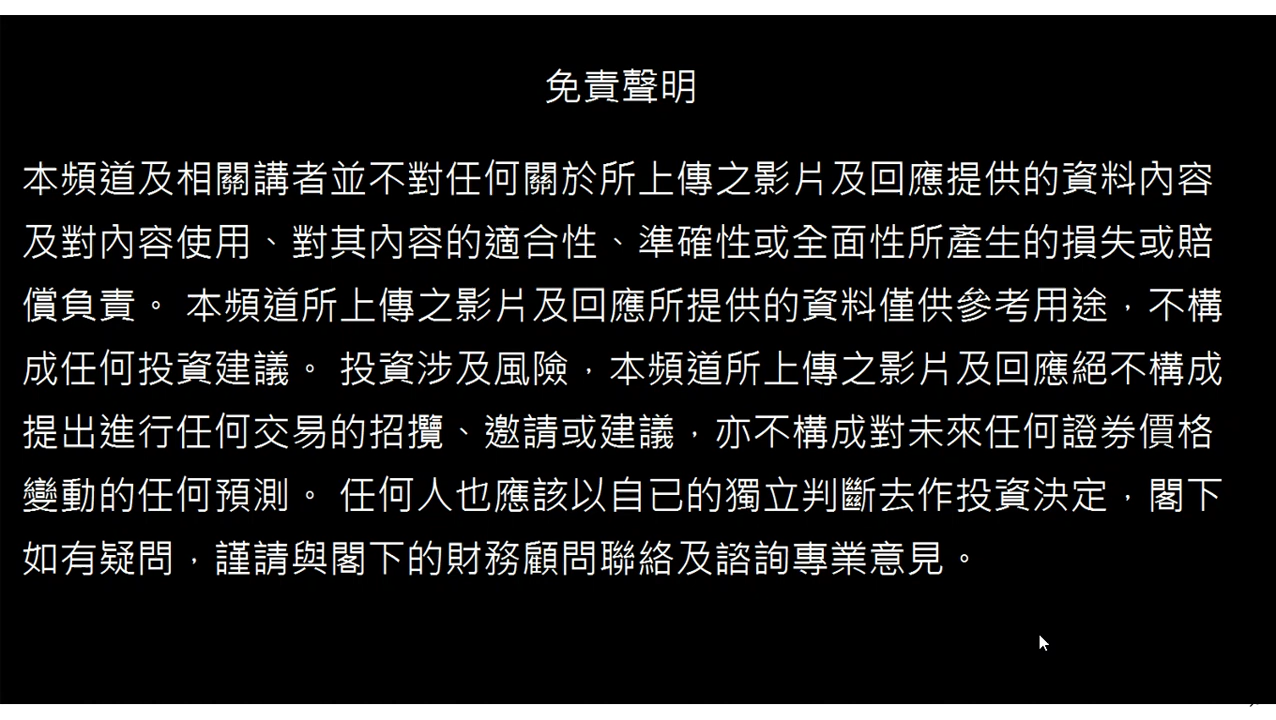 免責聲明
本頻道及相關講者並不對任何關於所上傳之影片及回應提供的資料內容
及對內容使用、對其內容的適合性、準確性或全面性所產生的損失或賠
償負責。 本頻道所上傳之影片及回應所提供的資料僅供參考用途，不構
成任何投資建議。 投資涉及風險，本頻道所上傳之影片及回應絕不構成
提出進行任何交易的招攬、邀請或建議，亦不構成對未來任何證券價格
變動的任何預測。 任何人也應該以自已的獨立判斷去作投資決定，閣下
如有疑問，謹請與閣下的財務顧問聯絡及諮詢專業意見。